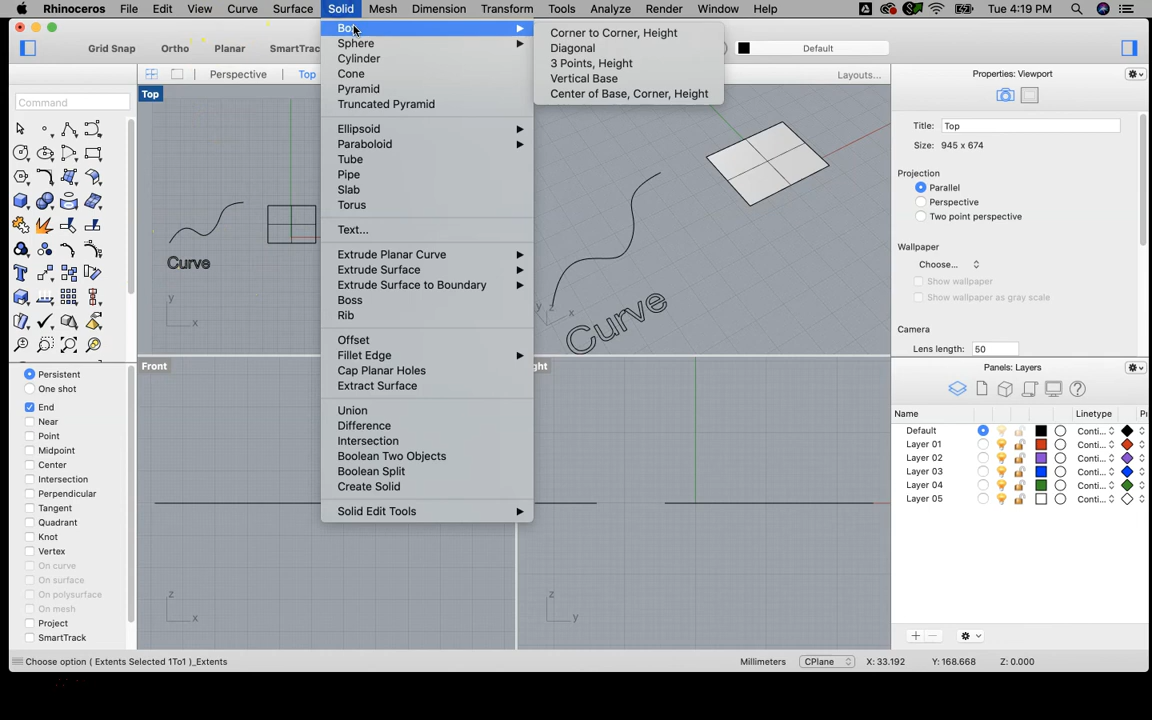 Rhinoceros File Edit View Curve Surface Solid Mesh Dimension Transform Tools Analyze Render Window Help Tue 4:19 PM
Grid Snap Ortho Planar SmartTrac Default
Perspective Top Layouts...
Top
Command
Curve
y
x
Front
z
x
Box
Sphere
Cylinder
Cone
Pyramid
Truncated Pyramid
Ellipsoid
Paraboloid
Tube
Pipe
Slab
Torus
Text...
Extrude Planar Curve
Extrude Surface
Extrude Surface to Boundary
Boss
Rib
Offset
Fillet Edge
Cap Planar Holes
Extract Surface
Union
Difference
Intersection
Boolean Two Objects
Boolean Split
Create Solid
Solid Edit Tools
Corner to Corner, Height
Diagonal
3 Points, Height
Vertical Base
Center of Base, Corner, Height
Curve
y
x
ght
z
y
Persistent
One shot
End
Near
Point
Midpoint
Center
Intersection
Perpendicular
Tangent
Quadrant
Knot
Vertex
On curve
On surface
On polysurface
On mesh
Project
SmartTrack
Properties: Viewport
Title: Top
Size: 945 x 674
Projection
Parallel
Perspective
Two point perspective
Wallpaper
Choose...
Show wallpaper
Show wallpaper as gray scale
Camera
Lens length: 50
Panels: Layers
Name Linetype Pr
Default Conti...
Layer 01 Conti...
Layer 02 Conti...
Layer 03 Conti...
Layer 04 Conti...
Layer 05 Conti...
Choose option ( Extents Selected 1To1 )_Extents Millimeters CPlane X: 33.192 Y: 168.668 Z: 0.000